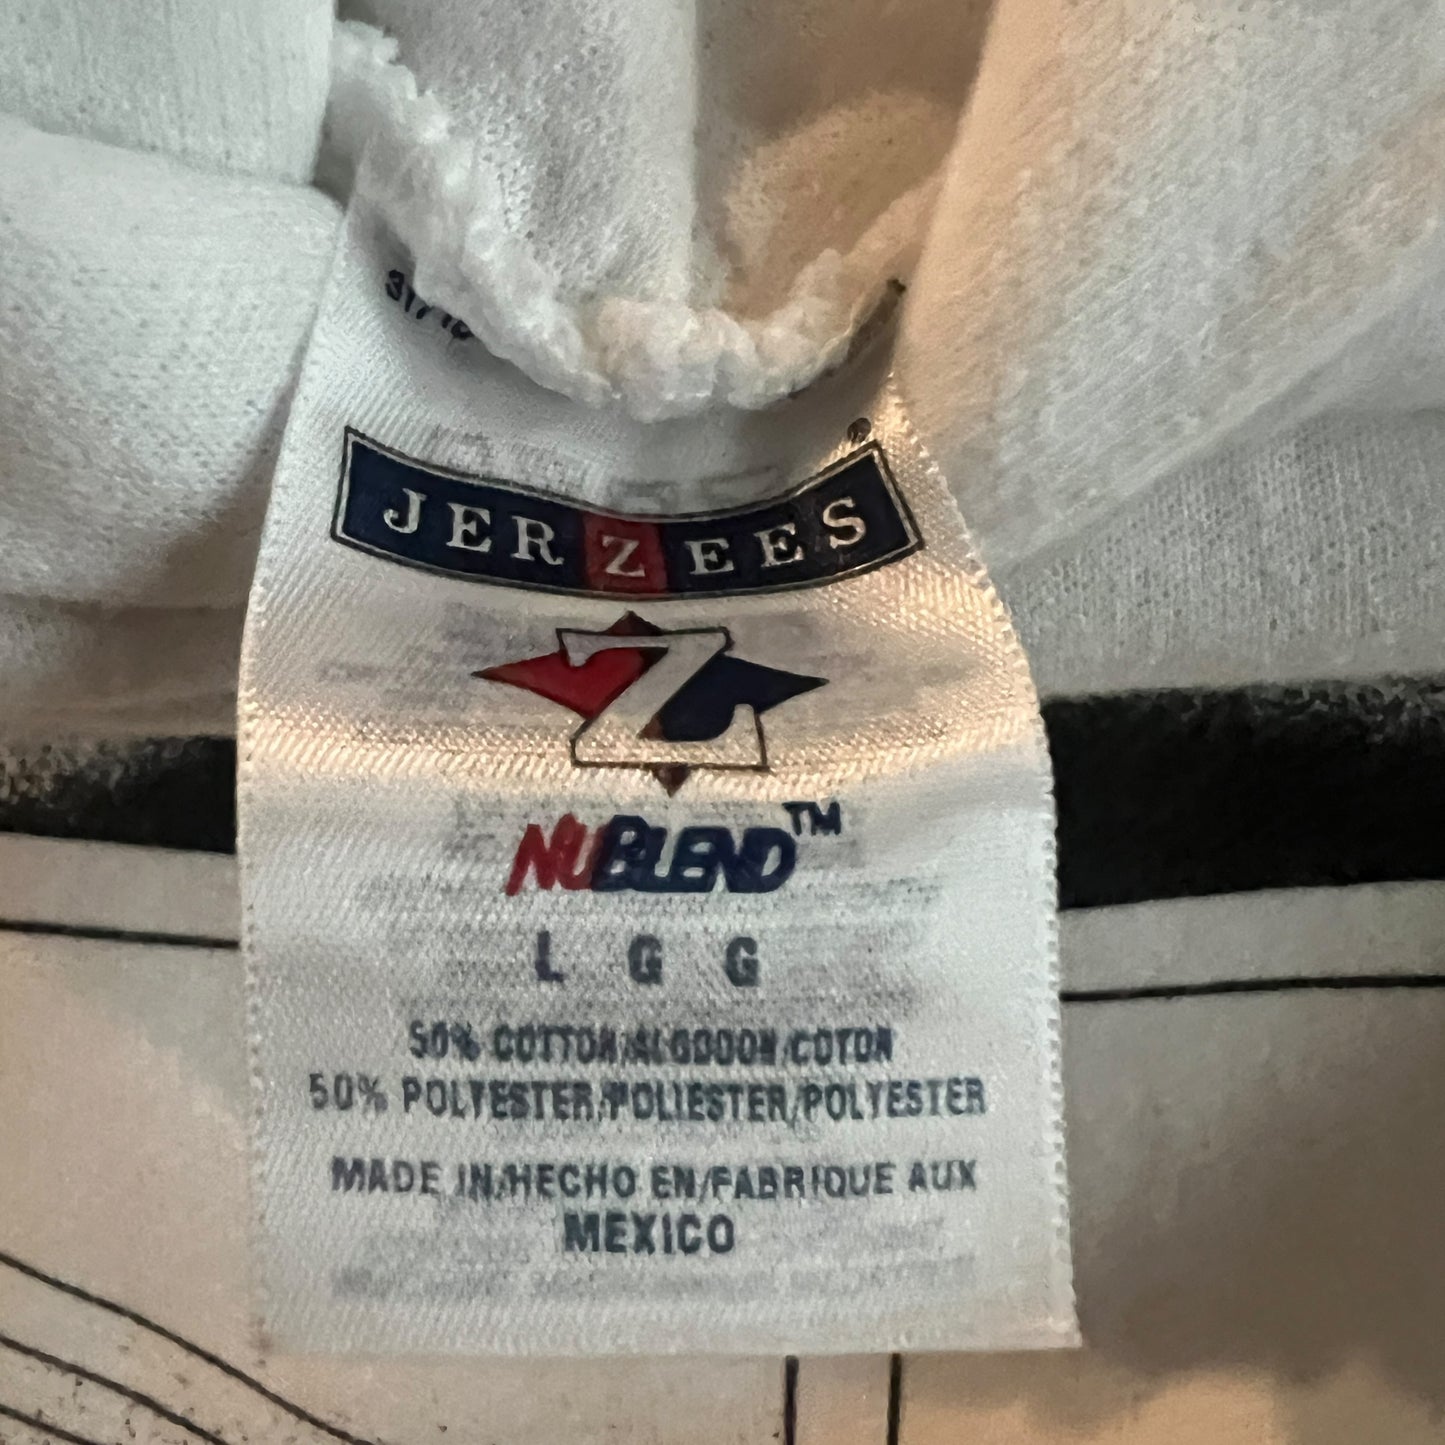 JERZEES
Z
NUBLEND™
L G G
50% COTTON/ALGODON/COTON
50% POLYESTER/POLIESTER/POLYESTER
MADE IN/HECHO EN/FABRIQUE AUX
MEXICO